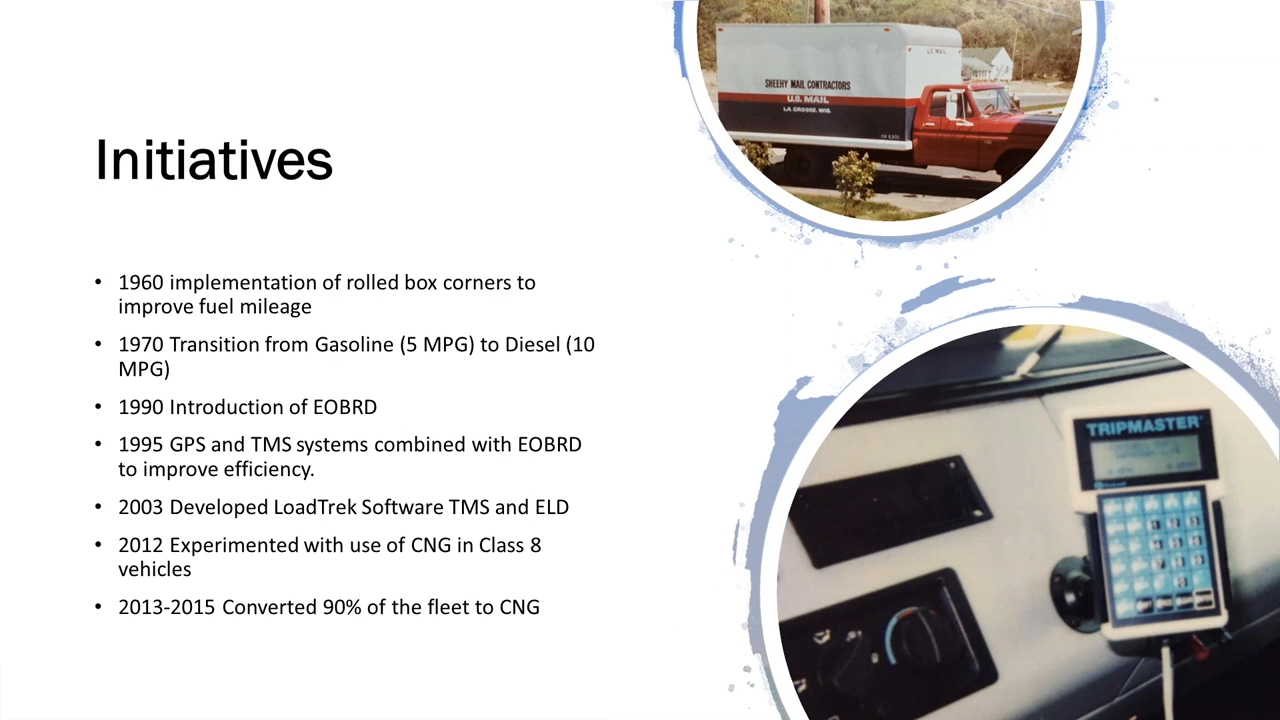 Initiatives
• 1960 implementation of rolled box corners to
improve fuel mileage
• 1970 Transition from Gasoline (5 MPG) to Diesel (10
MPG)
• 1990 Introduction of EOBRD
• 1995 GPS and TMS systems combined with EOBRD
to improve efficiency.
• 2003 Developed LoadTrek Software TMS and ELD
• 2012 Experimented with use of CNG in Class 8
vehicles
• 2013-2015 Converted 90% of the fleet to CNG
U.S. MAIL
SHEEHY MAIL CONTRACTORS
U.S. MAIL
LA CROSSE, WIS.
TRIPMASTER